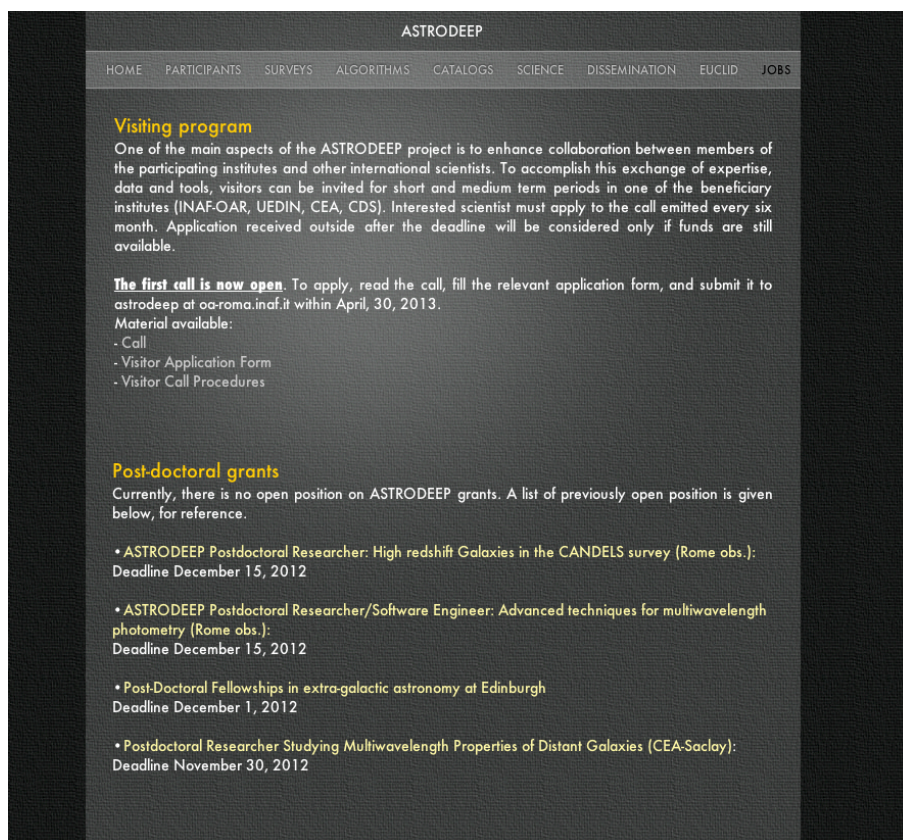 ASTRODEEP
HOME PARTICIPANTS SURVEYS ALGORITHMS CATALOGS SCIENCE DISSEMINATION EUCLID JOBS
Visiting program
One of the main aspects of the ASTRODEEP project is to enhance collaboration between members of
the participating institutes and other international scientists. To accomplish this exchange of expertise,
data and tools, visitors can be invited for short and medium term periods in one of the beneficiary
institutes (INAF-OAR, UEDIN, CEA, CDS). Interested scientist must apply to the call emitted every six
month. Application received outside after the deadline will be considered only if funds are still
available.
The first call is now open. To apply, read the call, fill the relevant application form, and submit it to
astrodeep at oa-roma.inaf.it within April, 30, 2013.
Material available:
- Call
- Visitor Application Form
- Visitor Call Procedures
Post-doctoral grants
Currently, there is no open position on ASTRODEEP grants. A list of previously open position is given
below, for reference.
•ASTRODEEP Postdoctoral Researcher: High redshift Galaxies in the CANDELS survey (Rome obs.):
Deadline December 15, 2012
•ASTRODEEP Postdoctoral Researcher/Software Engineer: Advanced techniques for multiwavelength
photometry (Rome obs.):
Deadline December 15, 2012
•Post-Doctoral Fellowships in extra-galactic astronomy at Edinburgh
Deadline December 1, 2012
•Postdoctoral Researcher Studying Multiwavelength Properties of Distant Galaxies (CEA-Saclay):
Deadline November 30, 2012